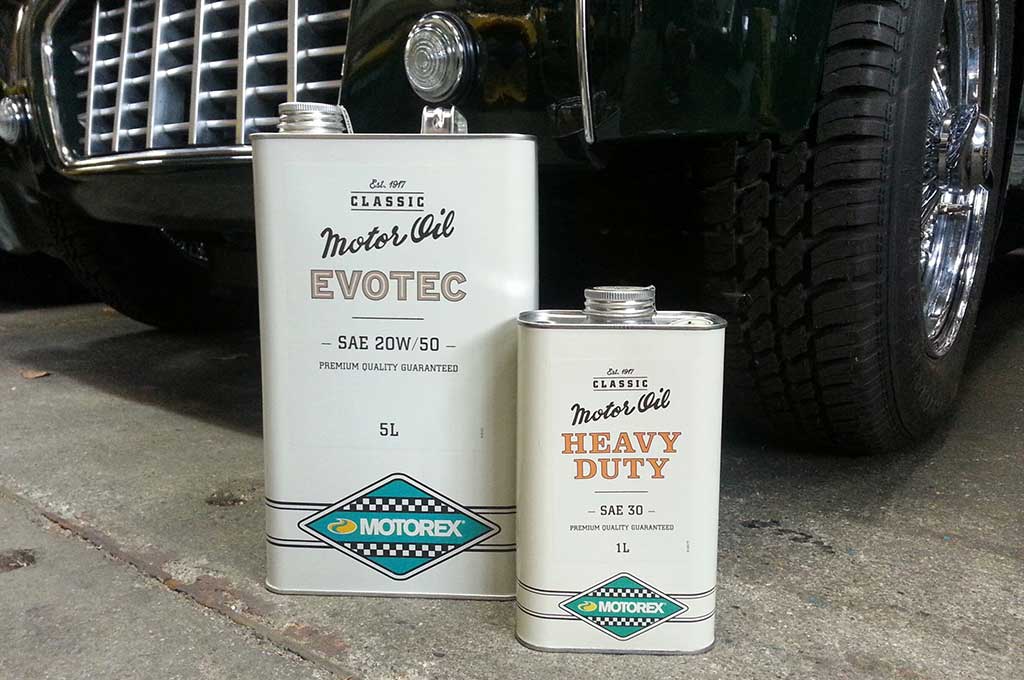 Est. 1917
CLASSIC
Motor Oil
EVOTEC
– SAE 20W/50 –
PREMIUM QUALITY GUARANTEED
5L
MOTOREX®
Est. 1917
CLASSIC
Motor Oil
HEAVY
DUTY
– SAE 30 –
PREMIUM QUALITY GUARANTEED
1L
MOTOREX®